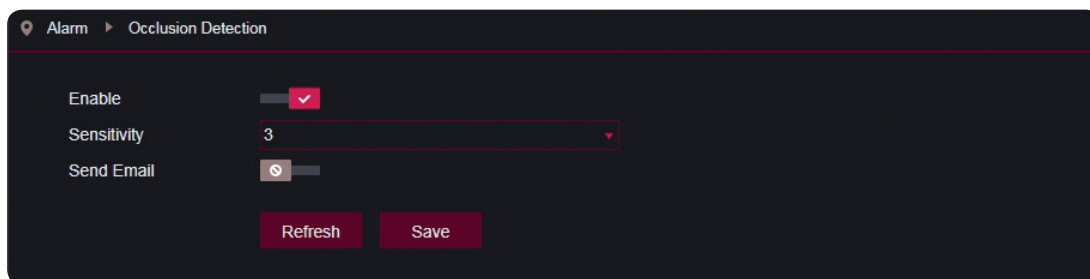 Alarm Occlusion Detection
Enable
Sensitivity 3
Send Email
Refresh Save